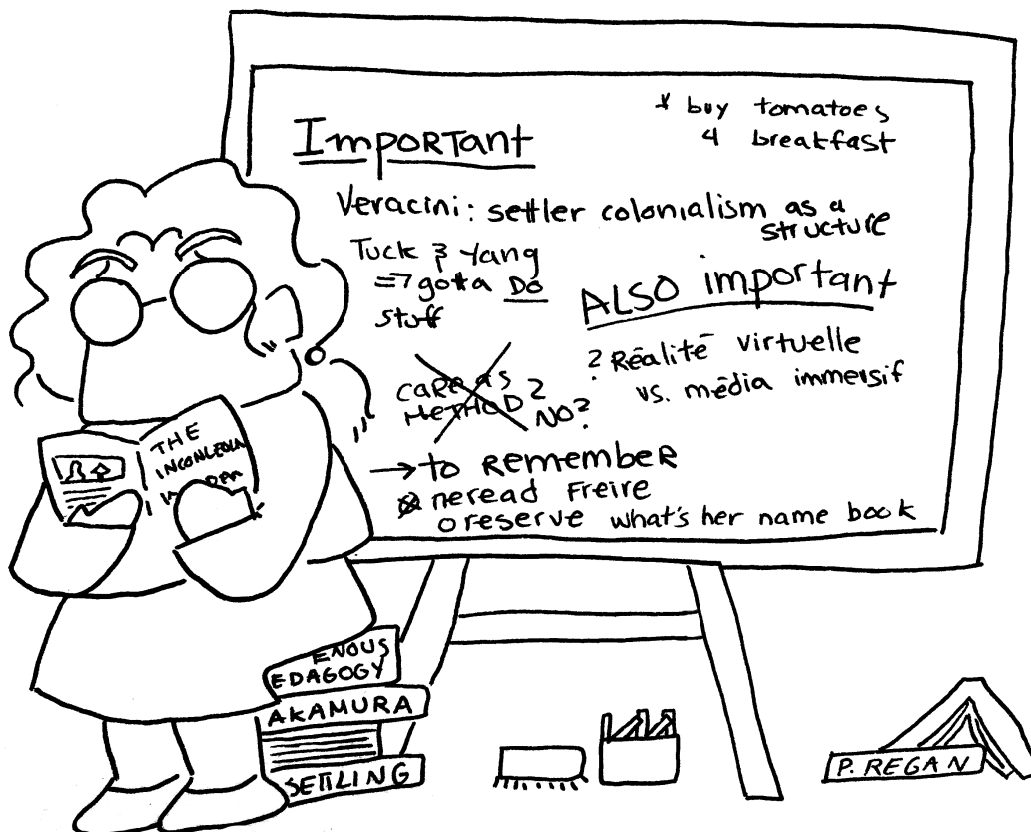 * buy tomatoes
4 breakfast
Important
Veracini: settler colonialism as a
structure
Tuck & Yang
=> gotta Do
stuff
ALSO important
? Réalité virtuelle
vs. média immersif
CARE AS
METHOD?
NO?
→ to Remember
reread Freire
o reserve what's her name book
THE
ENOUS
EDAGOGY
AKAMURA
SETTLING
P. REGAN